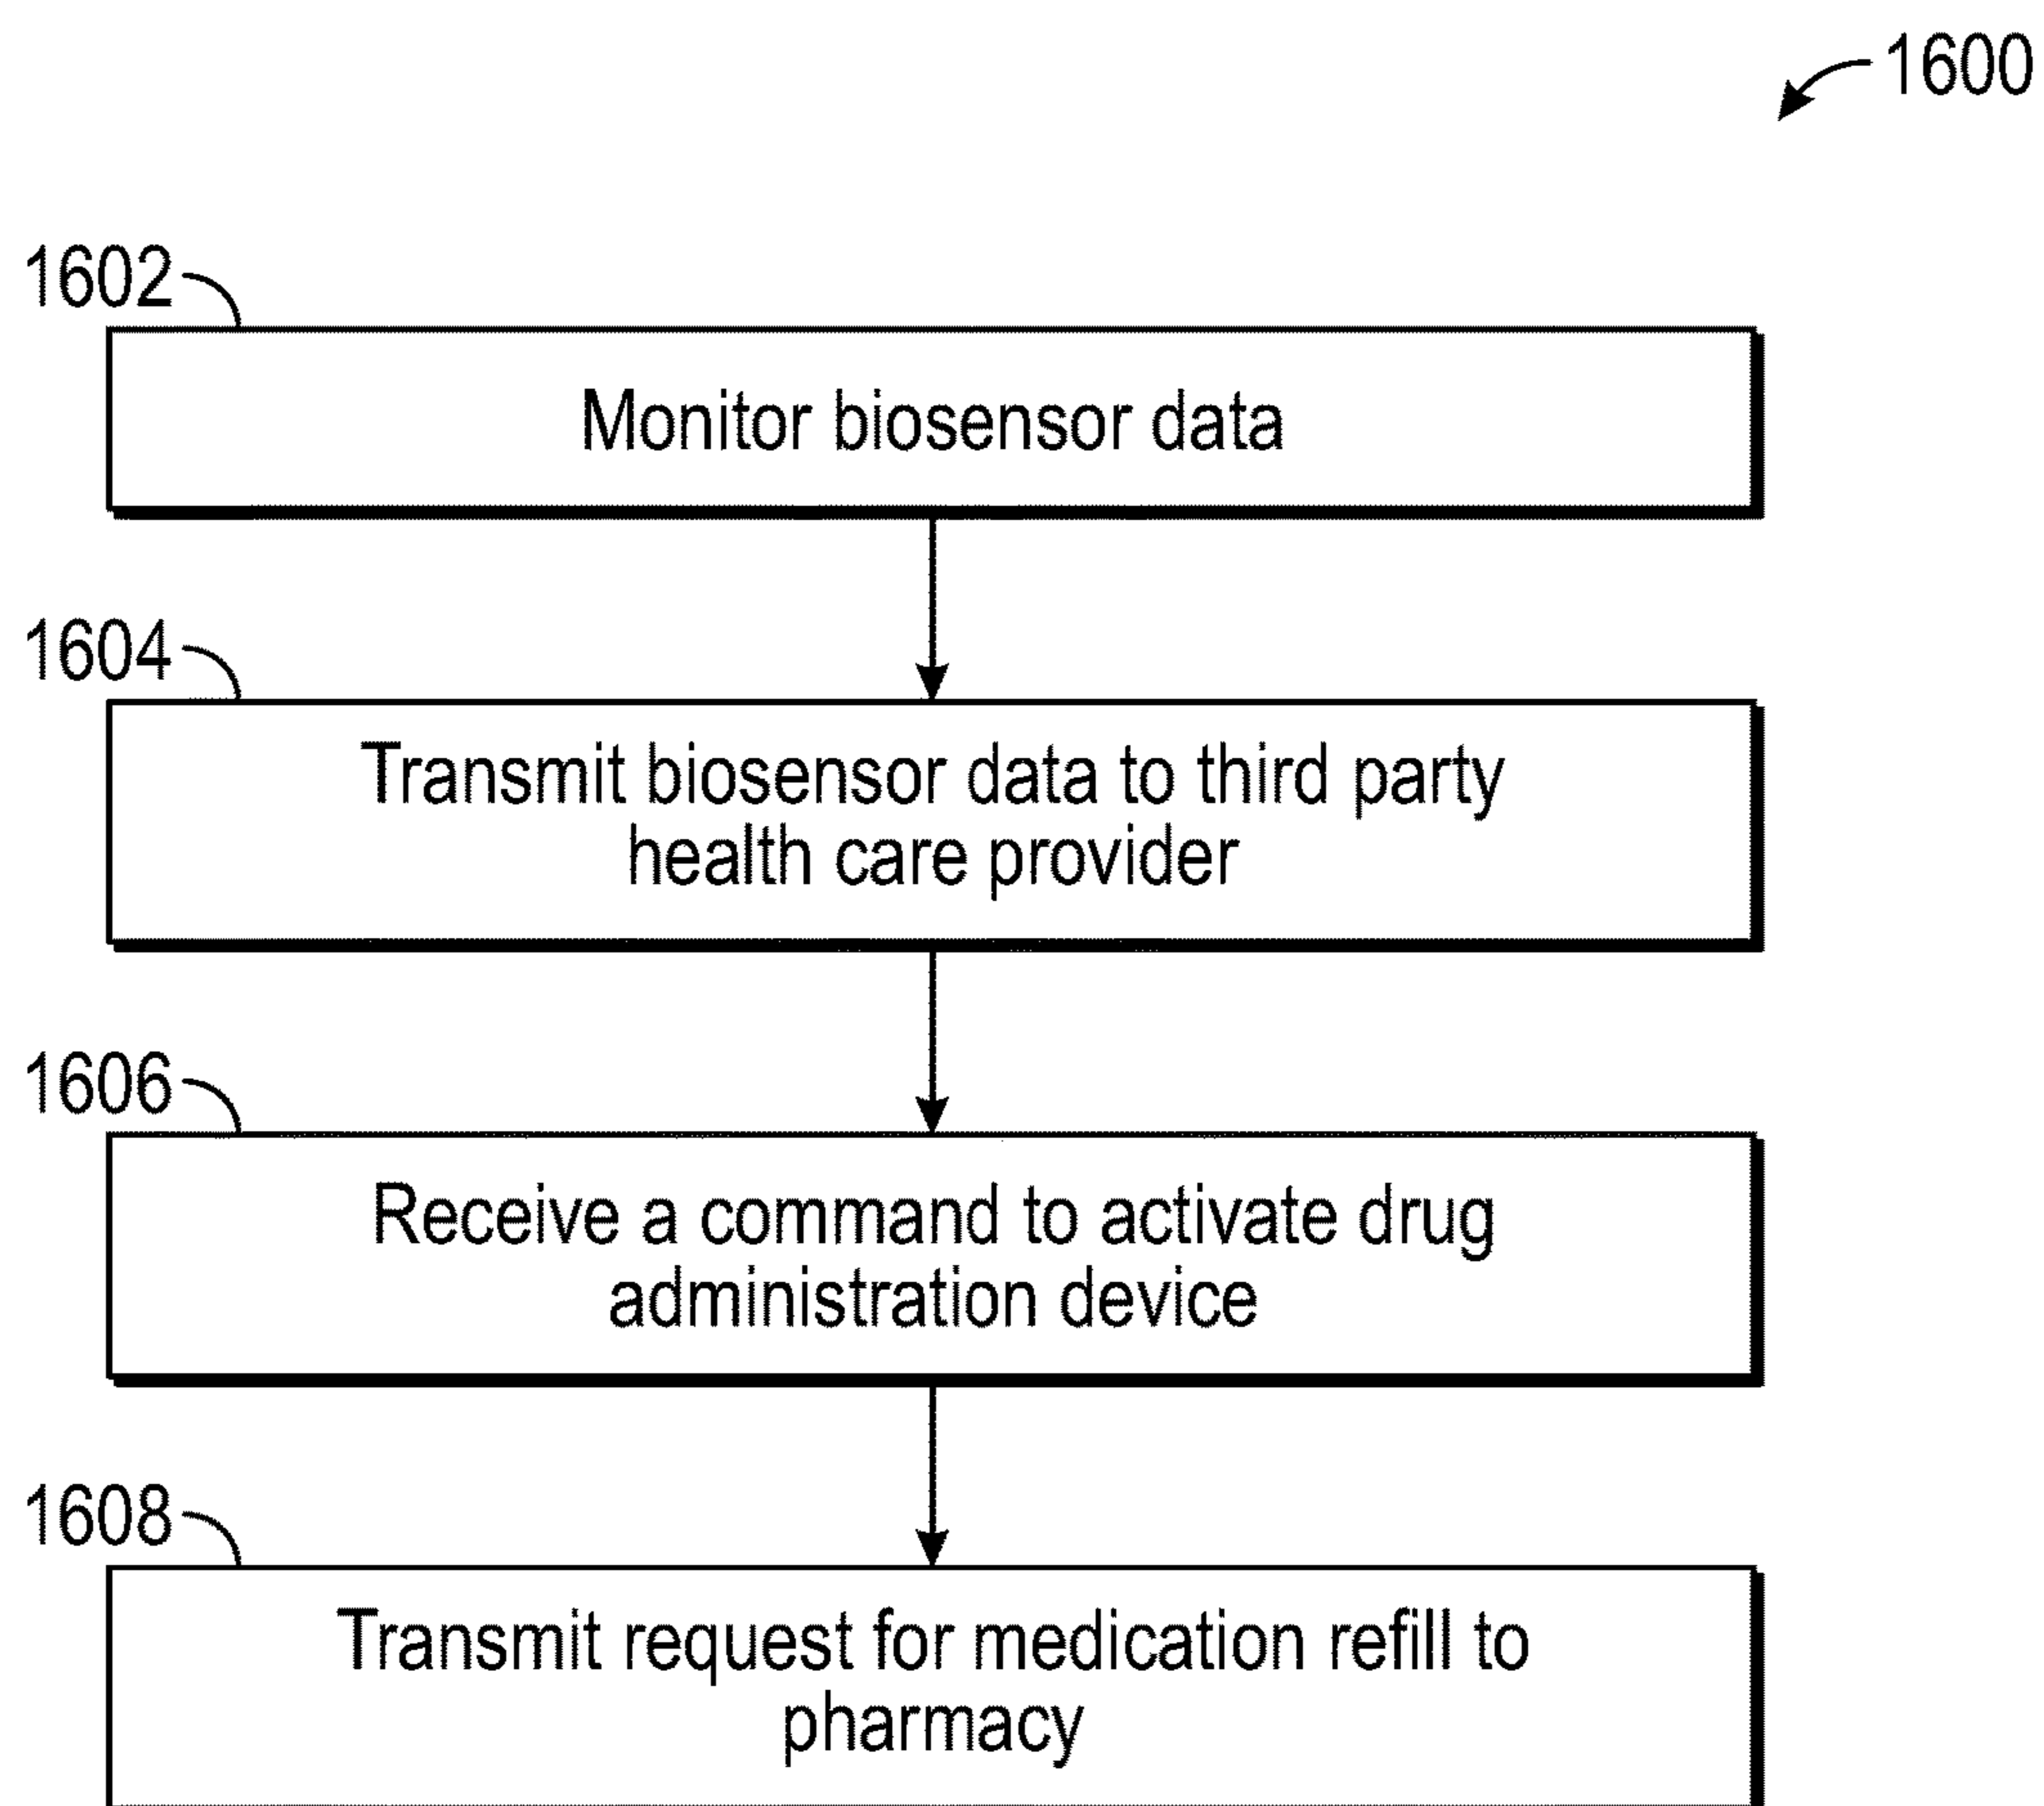 1600
1602
Monitor biosensor data
1604
Transmit biosensor data to third party
health care provider
1606
Receive a command to activate drug
administration device
1608
Transmit request for medication refill to
pharmacy